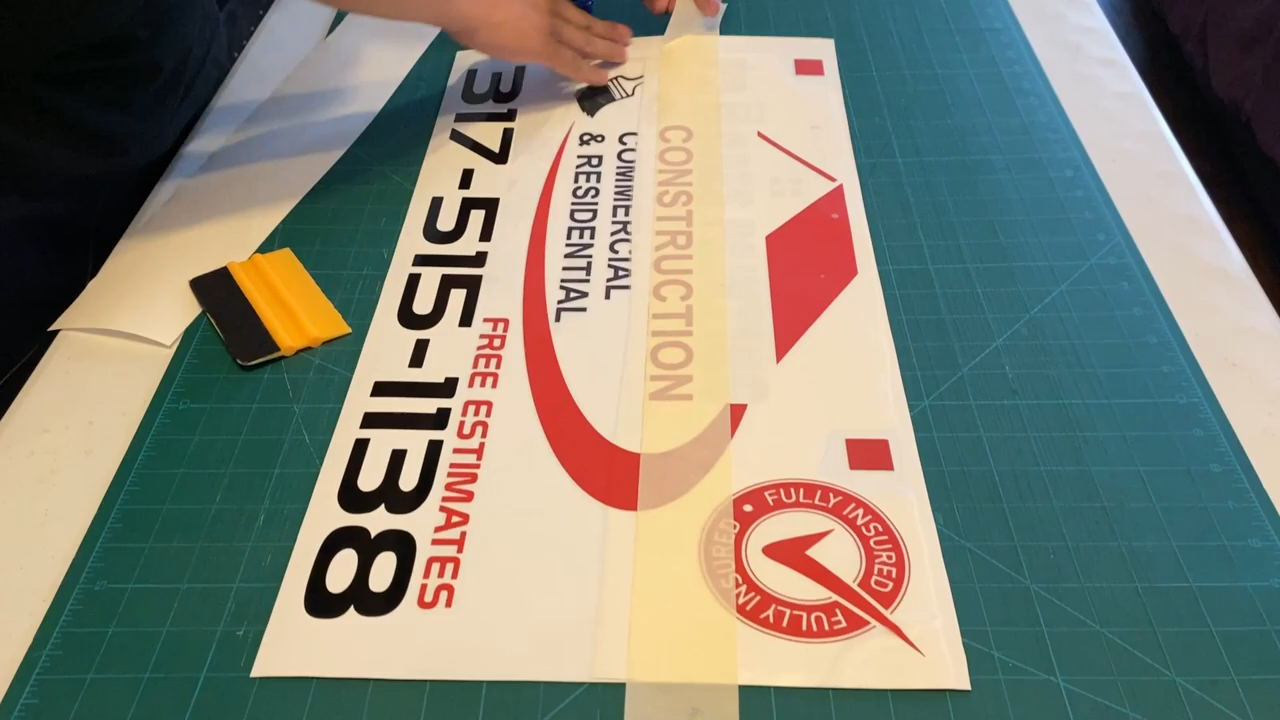 CONSTRUCTION
COMMERCIAL
& RESIDENTIAL
FREE ESTIMATES
317-515-1138
FULLY INSURED • FULLY INSURED